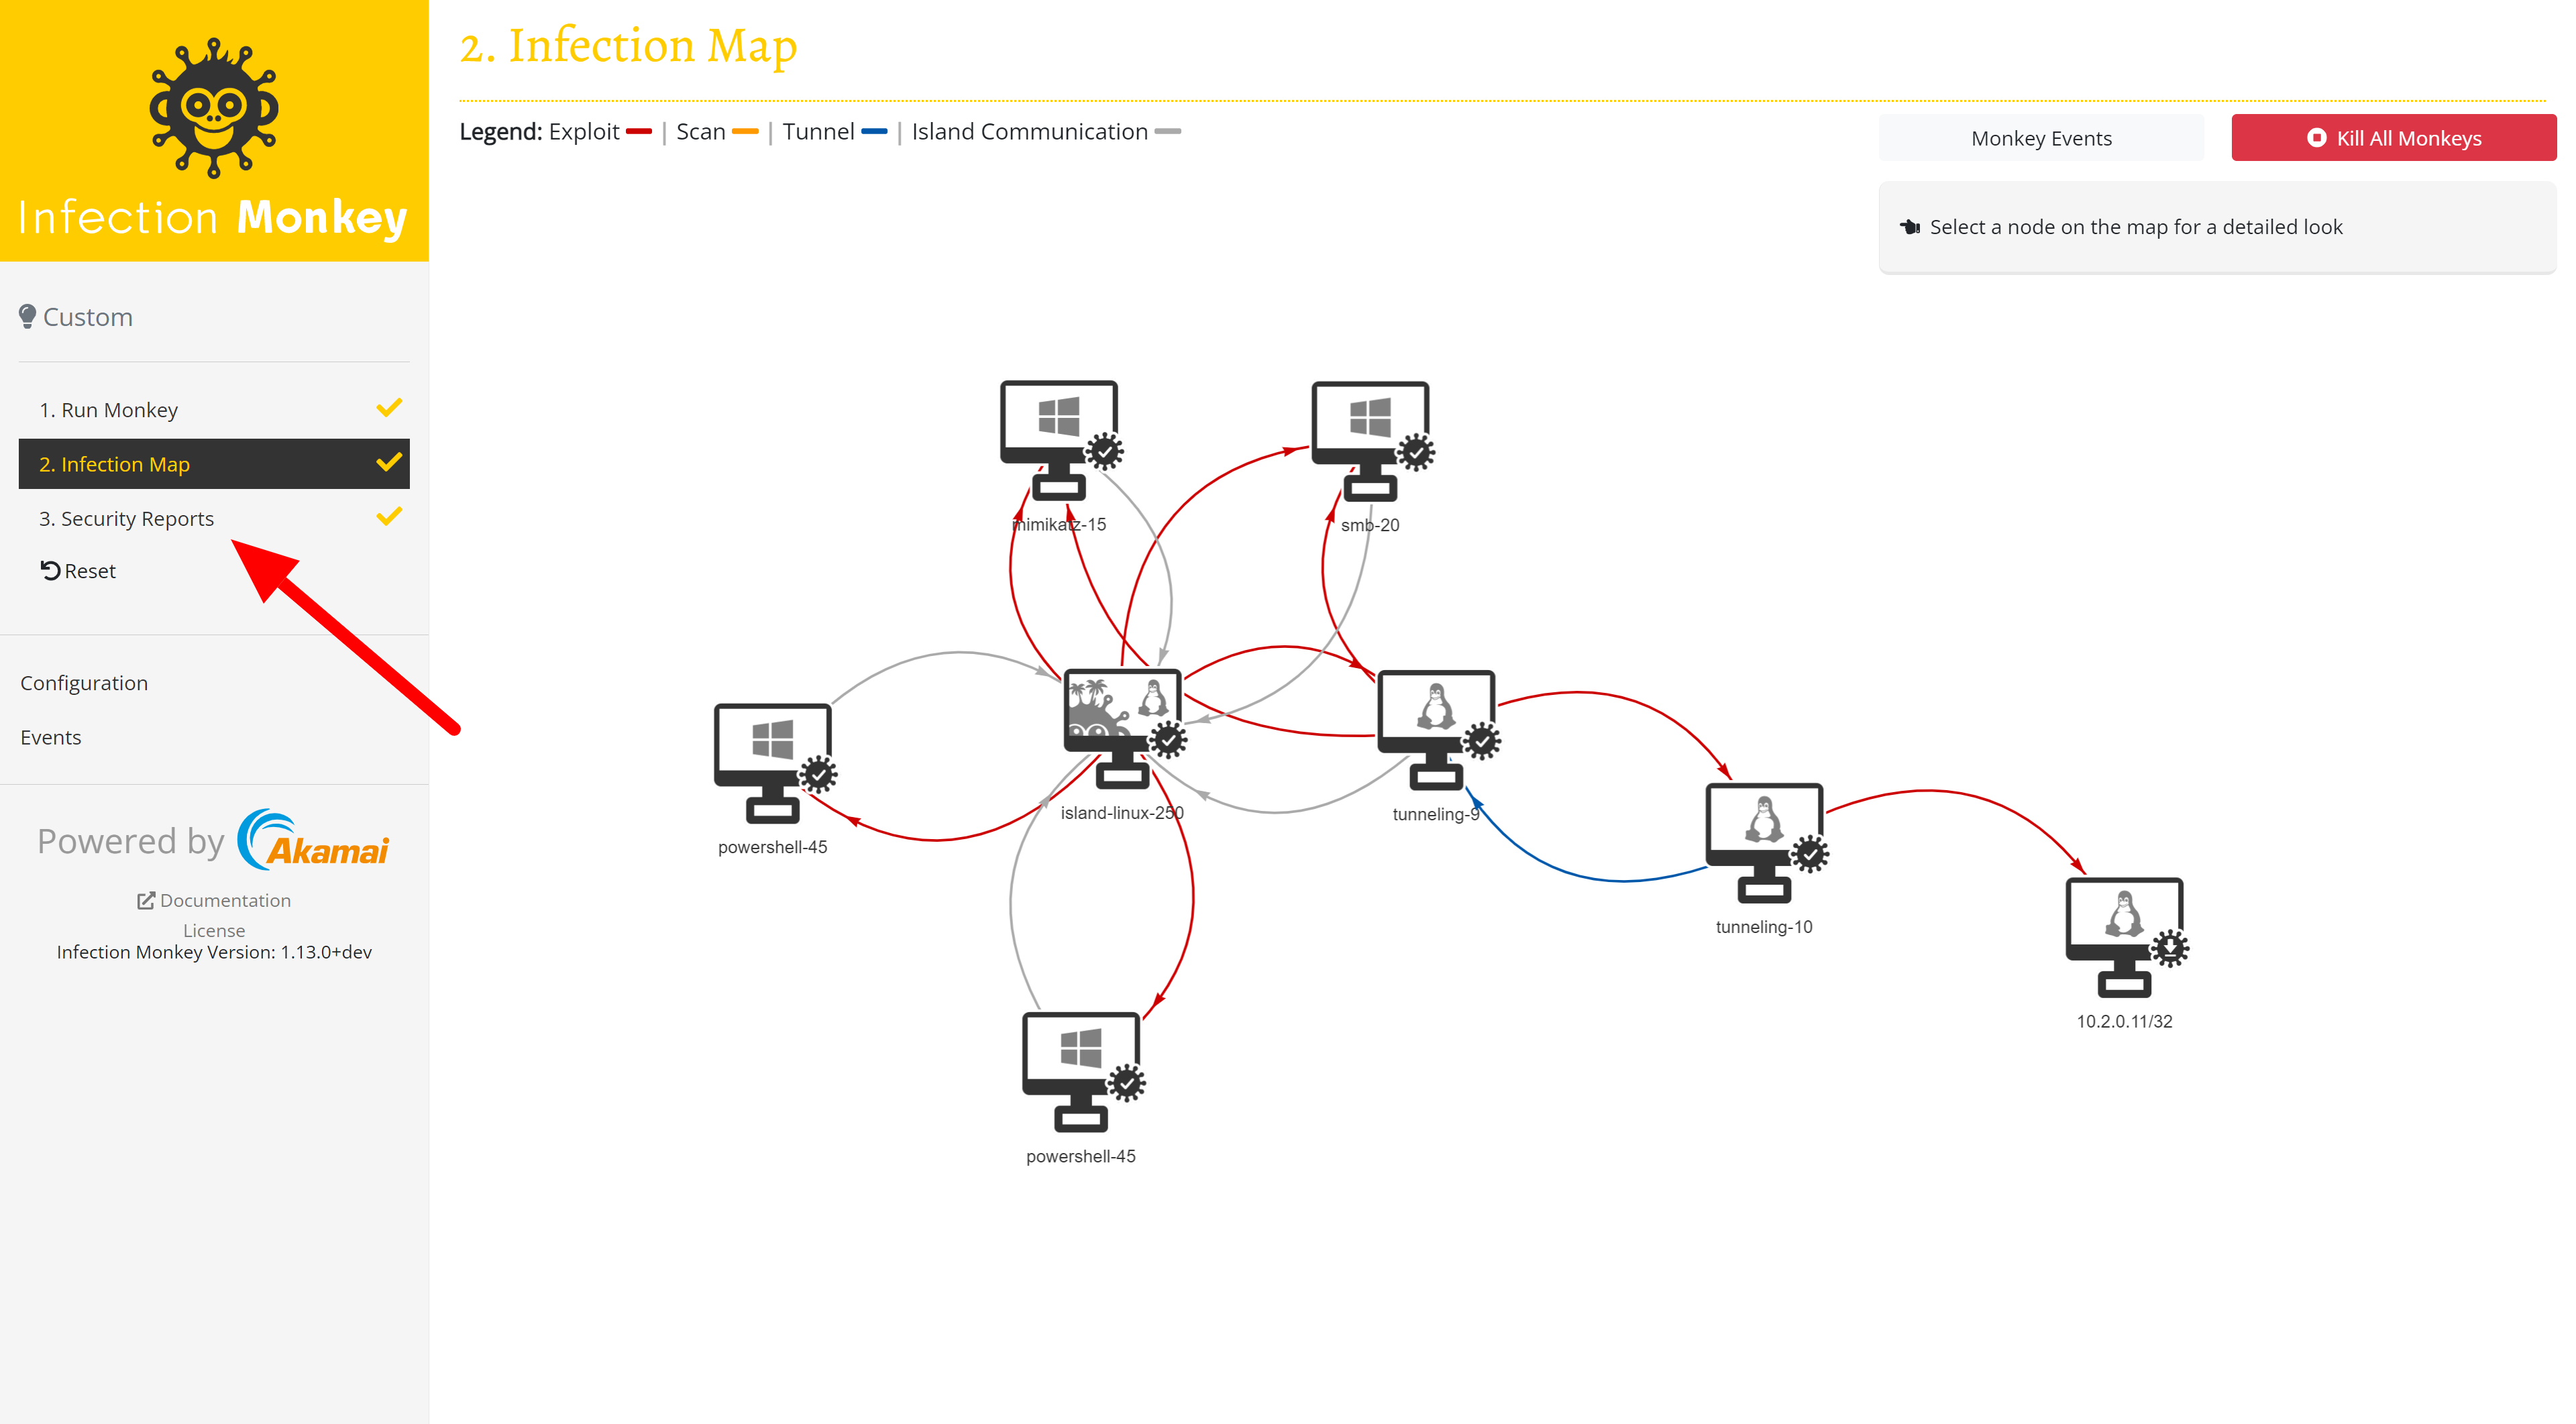 Infection Monkey
Custom
1. Run Monkey
2. Infection Map
3. Security Reports
Reset
Configuration
Events
Powered by Akamai
Documentation
License
Infection Monkey Version: 1.13.0+dev
2. Infection Map
Legend: Exploit | Scan | Tunnel | Island Communication
Monkey Events
Kill All Monkeys
Select a node on the map for a detailed look
mimikatz-15
smb-20
powershell-45
island-linux-250
tunneling-9
tunneling-10
10.2.0.11/32
powershell-45